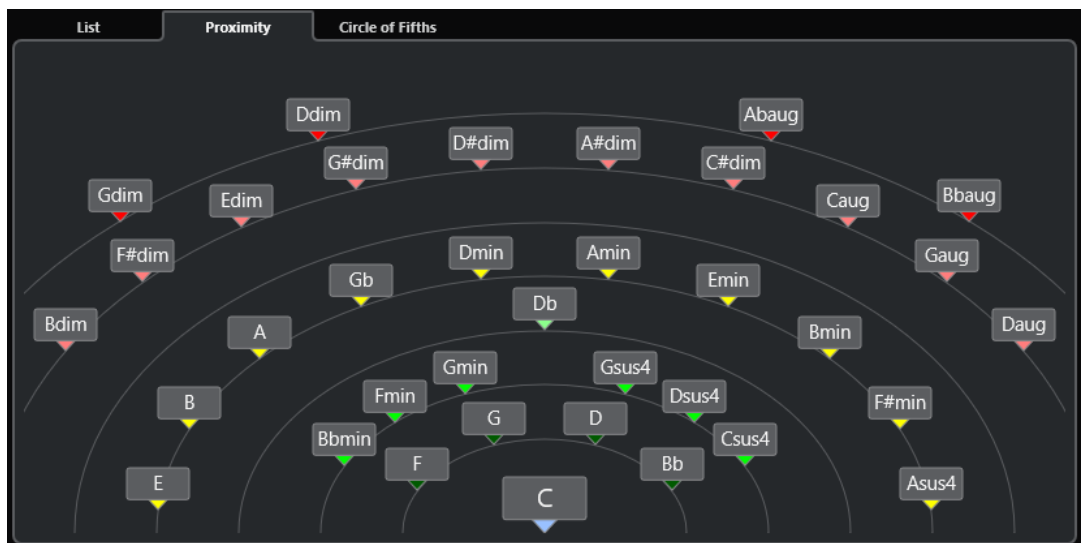 List Proximity Circle of Fifths
Ddim Abaug
G#dim D#dim A#dim C#dim
Gdim Edim Caug Bbaug
F#dim Gb Dmin Amin Emin Gaug
Bdim A Db Bmin Daug
Gmin Gsus4
B Fmin Dsus4 F#min
Bbmin G D Csus4
E F Bb Asus4
C